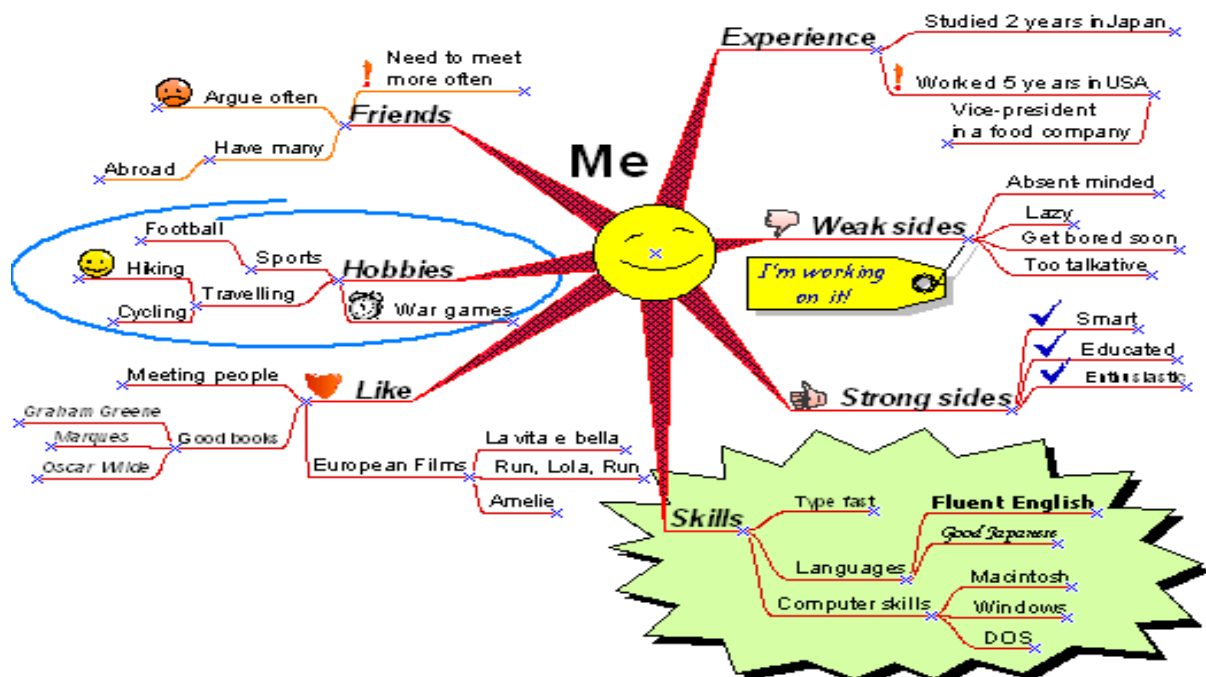 Me
Experience
Studied 2 years in Japan
Worked 5 years in USA
Vice-president
in a food company
Weak sides
Absent-minded
Lazy
Get bored soon
Too talkative
I'm working
on it!
Strong sides
Smart
Educated
Enthusiastic
Skills
Type fast
Languages
Fluent English
Good Japanese
Computer skills
Macintosh
Windows
DOS
Like
Meeting people
Good books
Graham Greene
Marques
Oscar Wilde
European Films
La vita e bella
Run, Lola, Run
Amelie
Hobbies
Sports
Football
Travelling
Hiking
Cycling
War games
Friends
Need to meet
more often
Argue often
Have many
Abroad